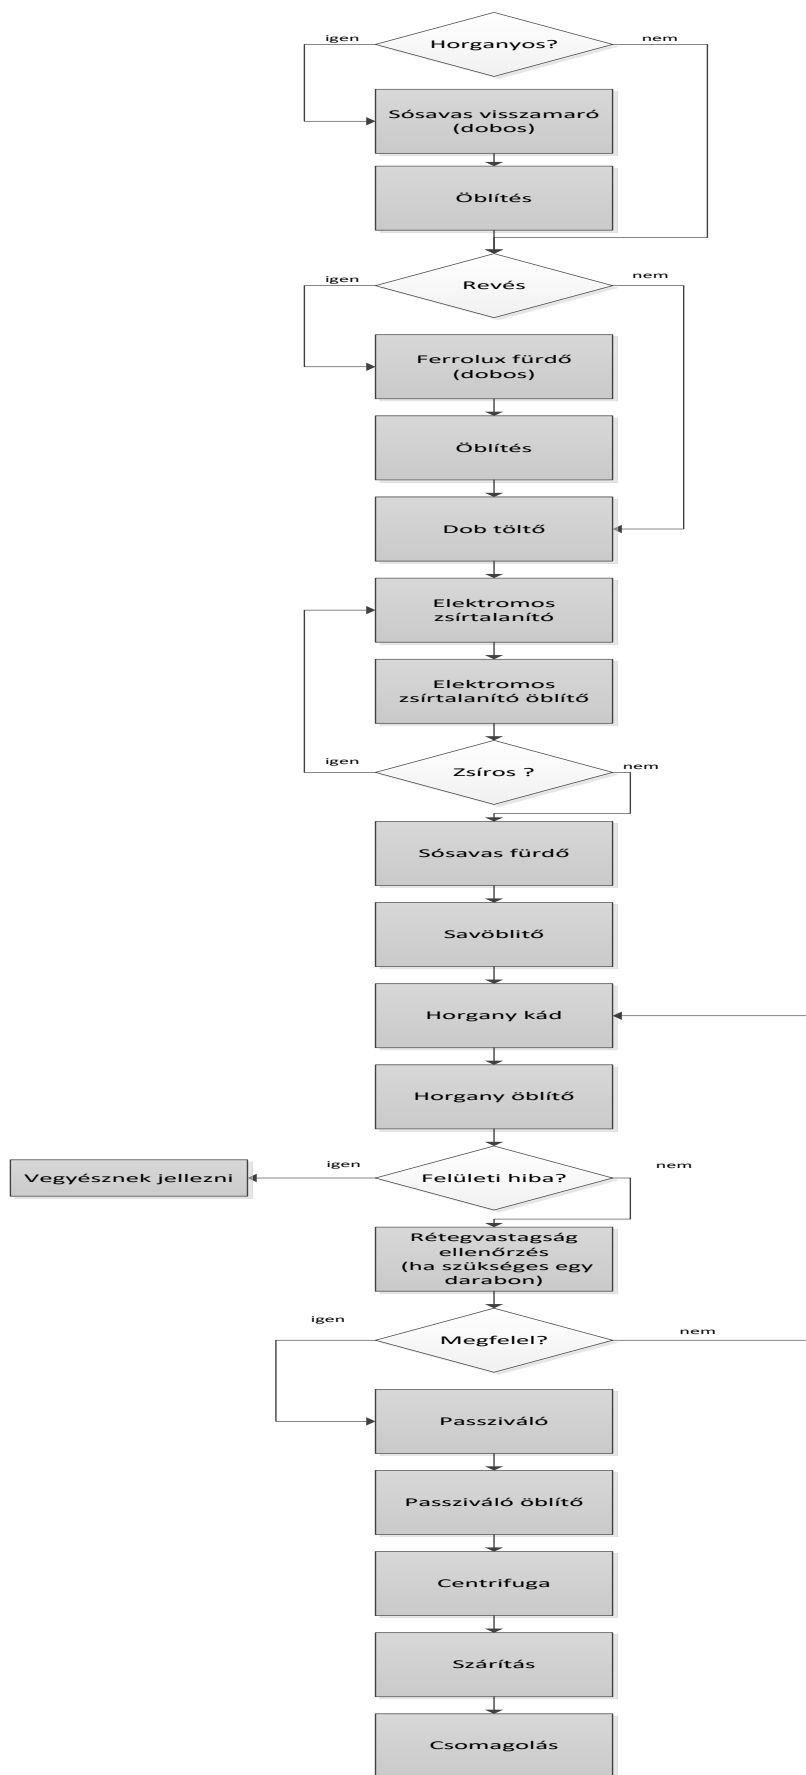 Horganyos?
igen
nem
Sósavas visszamaró
(dobos)
Öblítés
Revés
igen
nem
Ferrolux fürdő
(dobos)
Öblítés
Dob töltő
Elektromos
zsírtalanító
Elektromos
zsírtalanító öblítő
Zsíros ?
igen
nem
Sósavas fürdő
Savöblitő
Horgany kád
Horgany öblítő
Felületi hiba?
igen
nem
Vegyésznek jellezni
Rétegvastagság
ellenőrzés
(ha szükséges egy
darabon)
Megfelel?
igen
nem
Passziváló
Passziváló öblítő
Centrifuga
Szárítás
Csomagolás